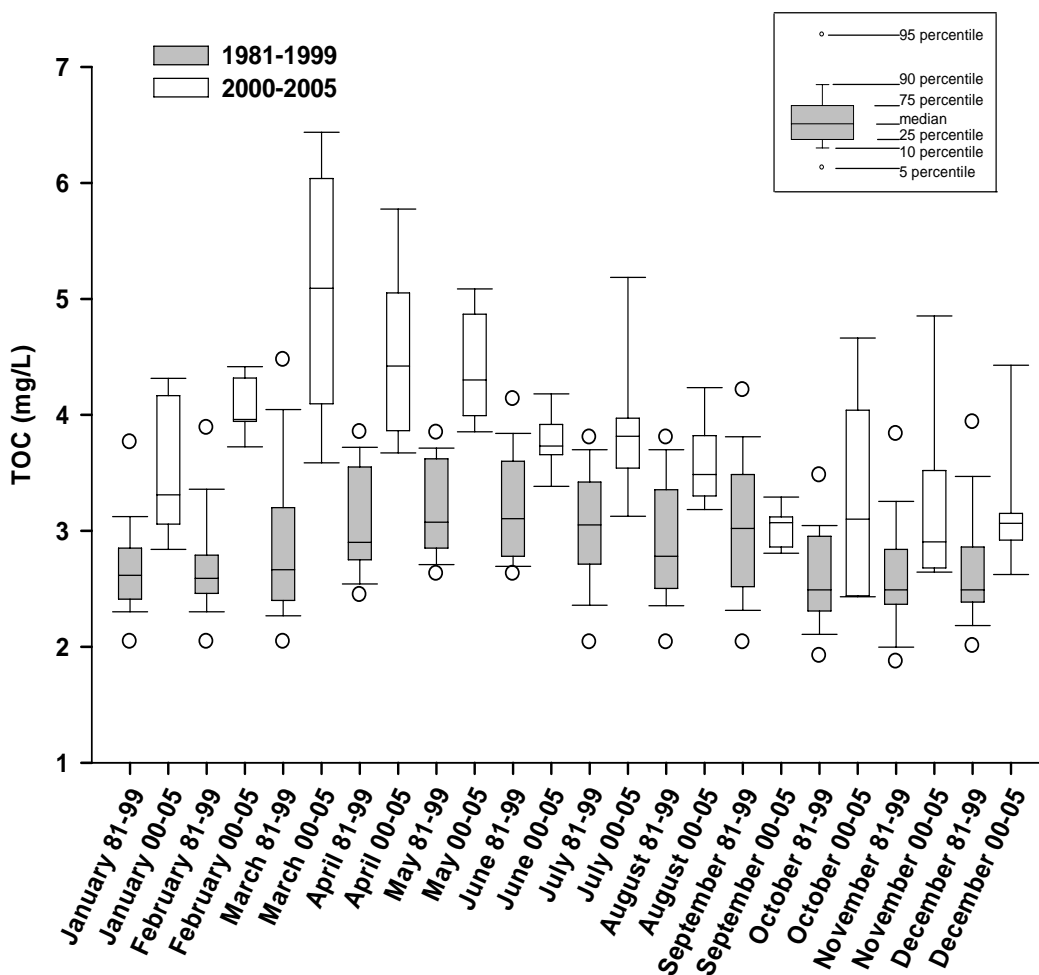 1981-1999
2000-2005
95 percentile
90 percentile
75 percentile
median
25 percentile
10 percentile
5 percentile
TOC (mg/L)
7
6
5
4
3
2
1
January 81-99
January 00-05
February 81-99
February 00-05
March 81-99
March 00-05
April 81-99
April 00-05
May 81-99
May 00-05
June 81-99
June 00-05
July 81-99
July 00-05
August 81-99
August 00-05
September 81-99
September 00-05
October 81-99
October 00-05
November 81-99
November 00-05
December 81-99
December 00-05